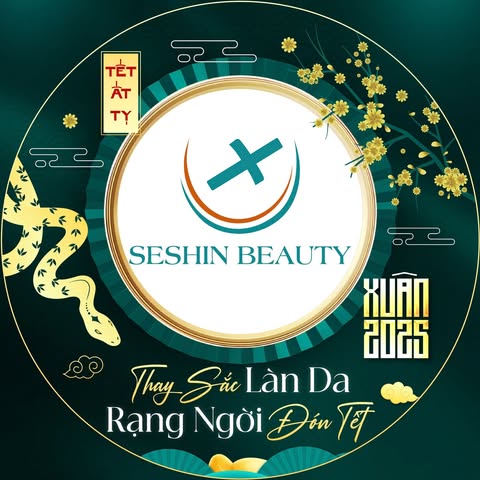 TẾT
ẤT
TỴ
SESHIN BEAUTY
XUÂN
2025
Thay Sắc Làn Da
Rạng Ngời Đón Tết